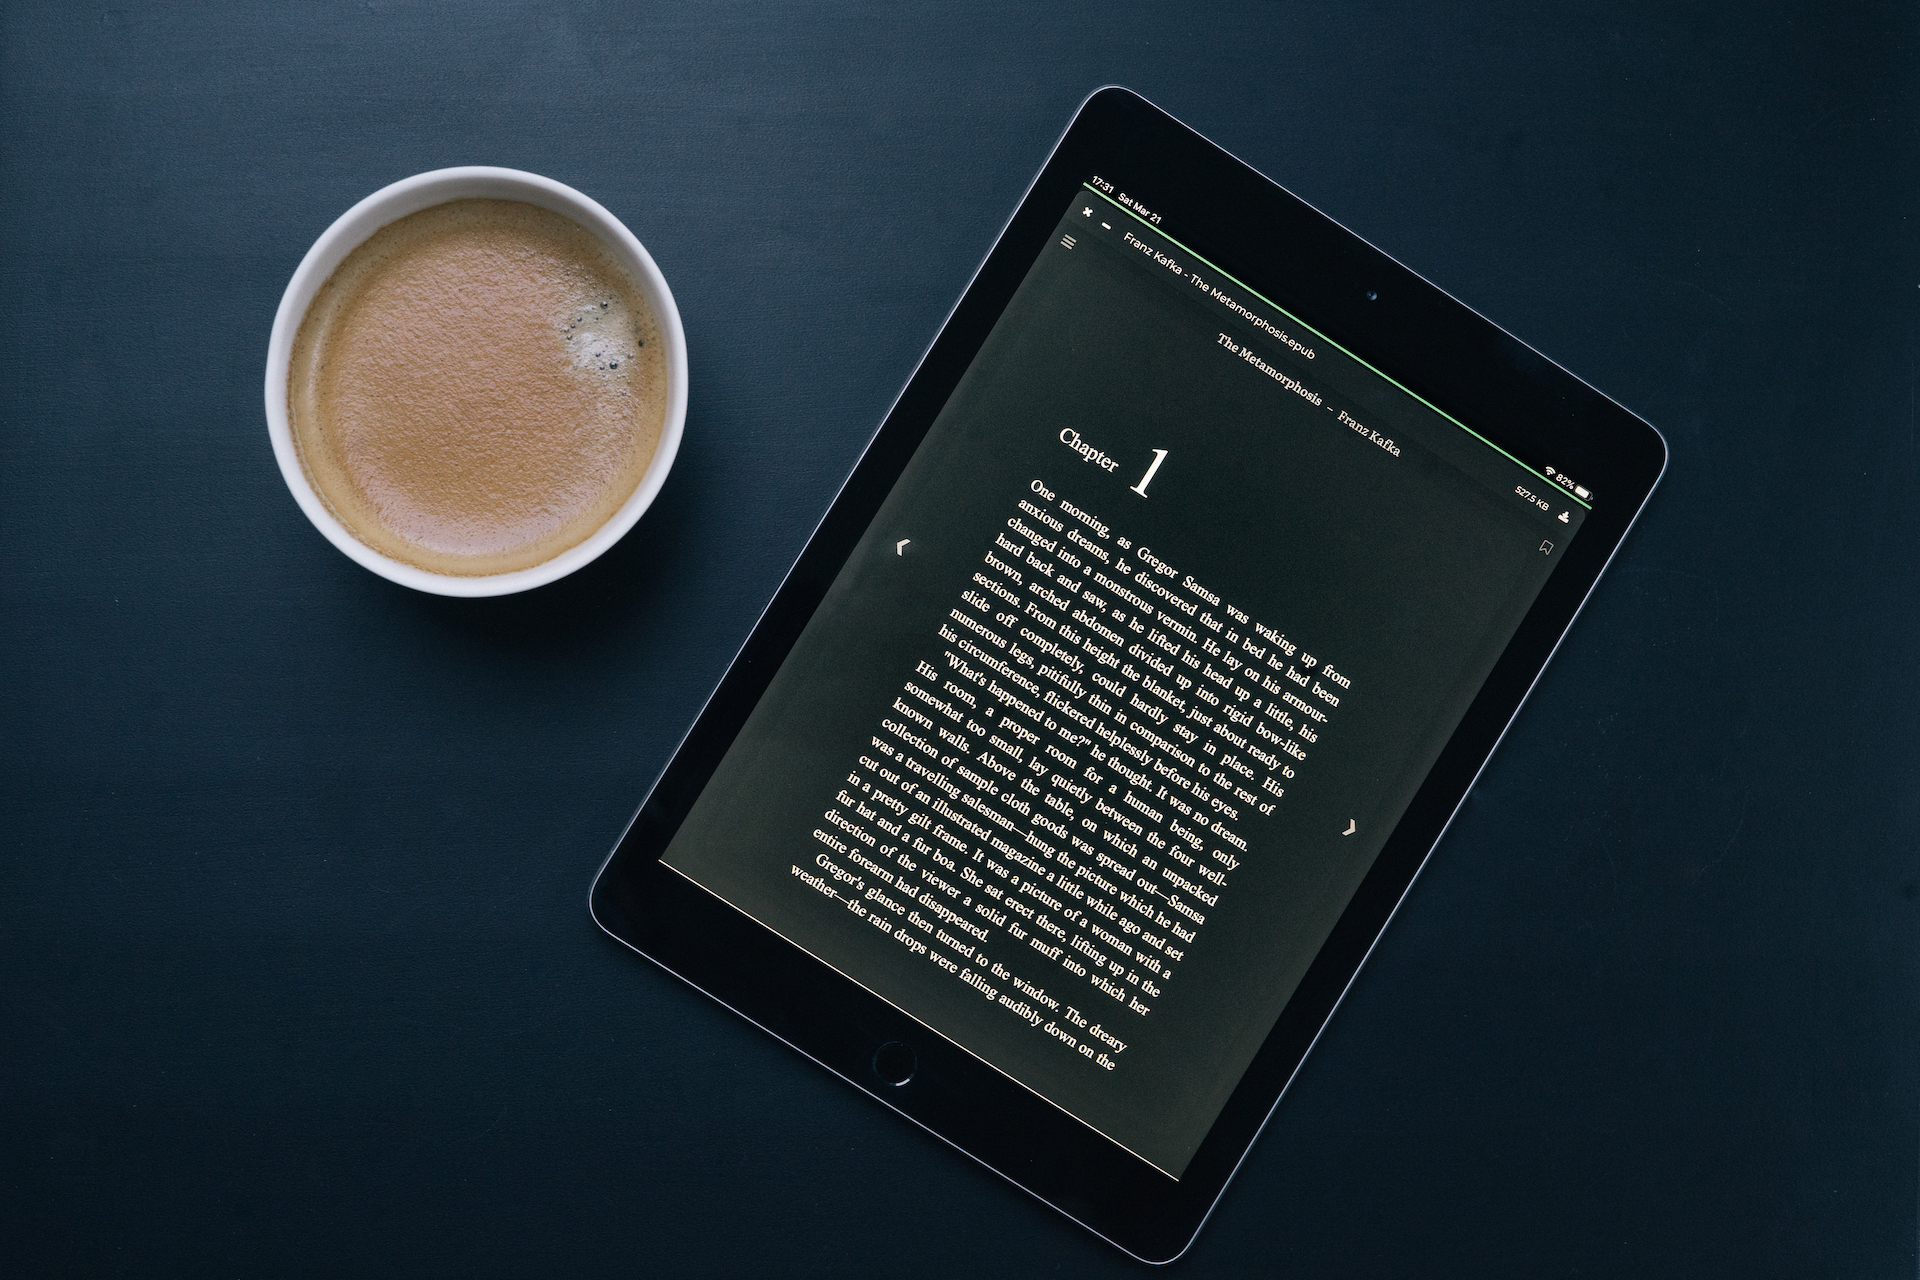 17:31 Sat Mar 21
82%
Franz Kafka - The Metamorphosis.epub
527.5 KB
The Metamorphosis - Franz Kafka
Chapter 1
One morning, as Gregor Samsa was waking up from
anxious dreams, he discovered that in bed he had been
changed into a monstrous vermin. He lay on his armour-
hard back and saw, as he lifted his head up a little, his
brown, arched abdomen divided up into rigid bow-like
sections. From this height the blanket, just about ready to
slide off completely, could hardly stay in place. His
numerous legs, pitifully thin in comparison to the rest of
his circumference, flickered helplessly before his eyes.
"What's happened to me?" he thought. It was no dream.
His room, a proper room for a human being, only
somewhat too small, lay quietly between the four well-
known walls. Above the table, on which an unpacked
collection of sample cloth goods was spread out—Samsa
was a travelling salesman—hung the picture which he had
cut out of an illustrated magazine a little while ago and set
in a pretty gilt frame. It was a picture of a woman with a
fur hat and a fur boa. She sat erect there, lifting up in the
direction of the viewer a solid fur muff into which her
entire forearm had disappeared.
Gregor's glance then turned to the window. The dreary
weather—the rain drops were falling audibly down on the